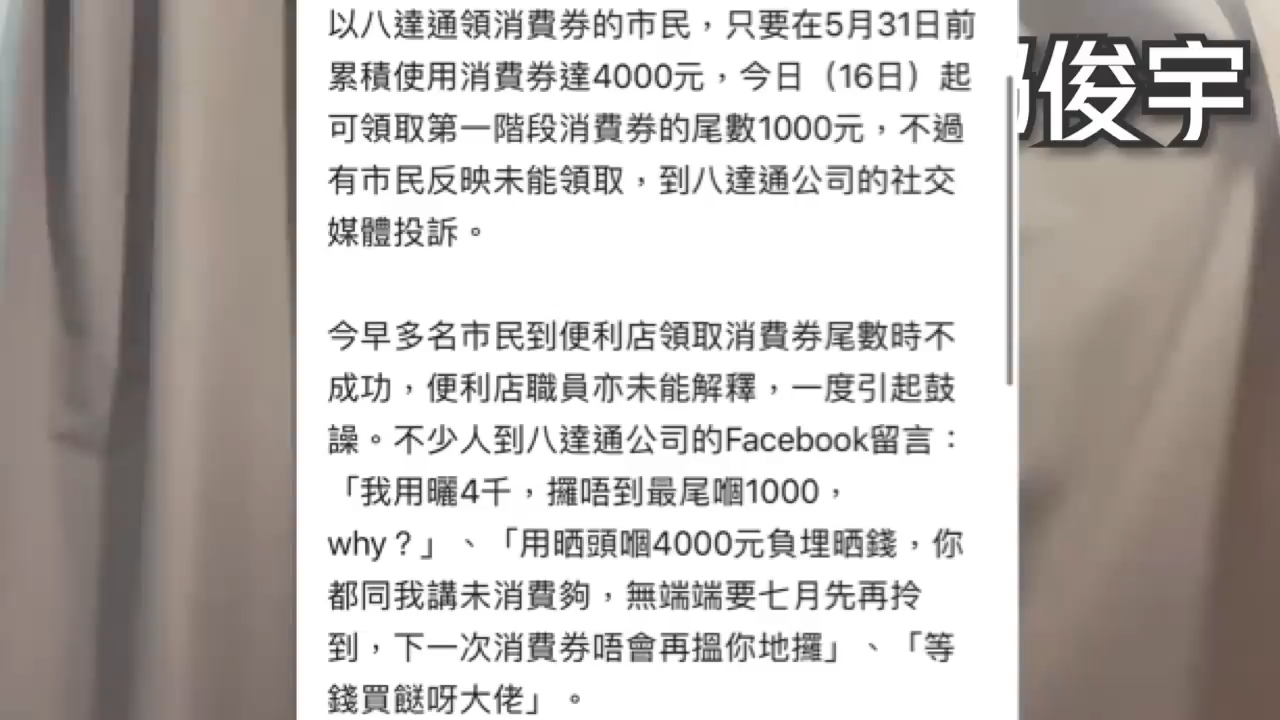 以八達通領消費券的市民，只要在5月31日前
累積使用消費券達4000元，今日（16日）起
可領取第一階段消費券的尾數1000元，不過
有市民反映未能領取，到八達通公司的社交
媒體投訴。
今早多名市民到便利店領取消費券尾數時不
成功，便利店職員亦未能解釋，一度引起鼓
譟。不少人到八達通公司的Facebook留言：
「我用曬4千，攞唔到最尾嗰1000，
why？」、「用晒頭嗰4000元負埋晒錢，你
都同我講未消費夠，無端端要七月先再拎
到，下一次消費券唔會再搵你地攞」、「等
錢買餸呀大佬」。
俊宇